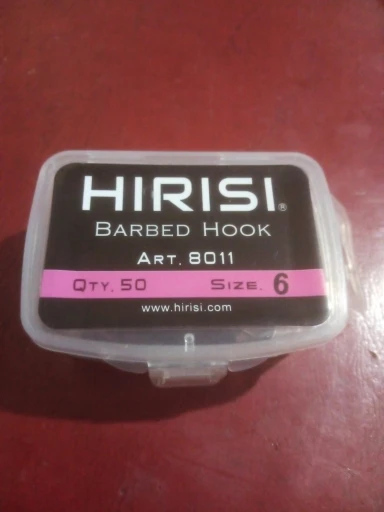 HIRISI®
BARBED HOOK
ART. 8011
QTY. 50 SIZE. 6
www.hirisi.com